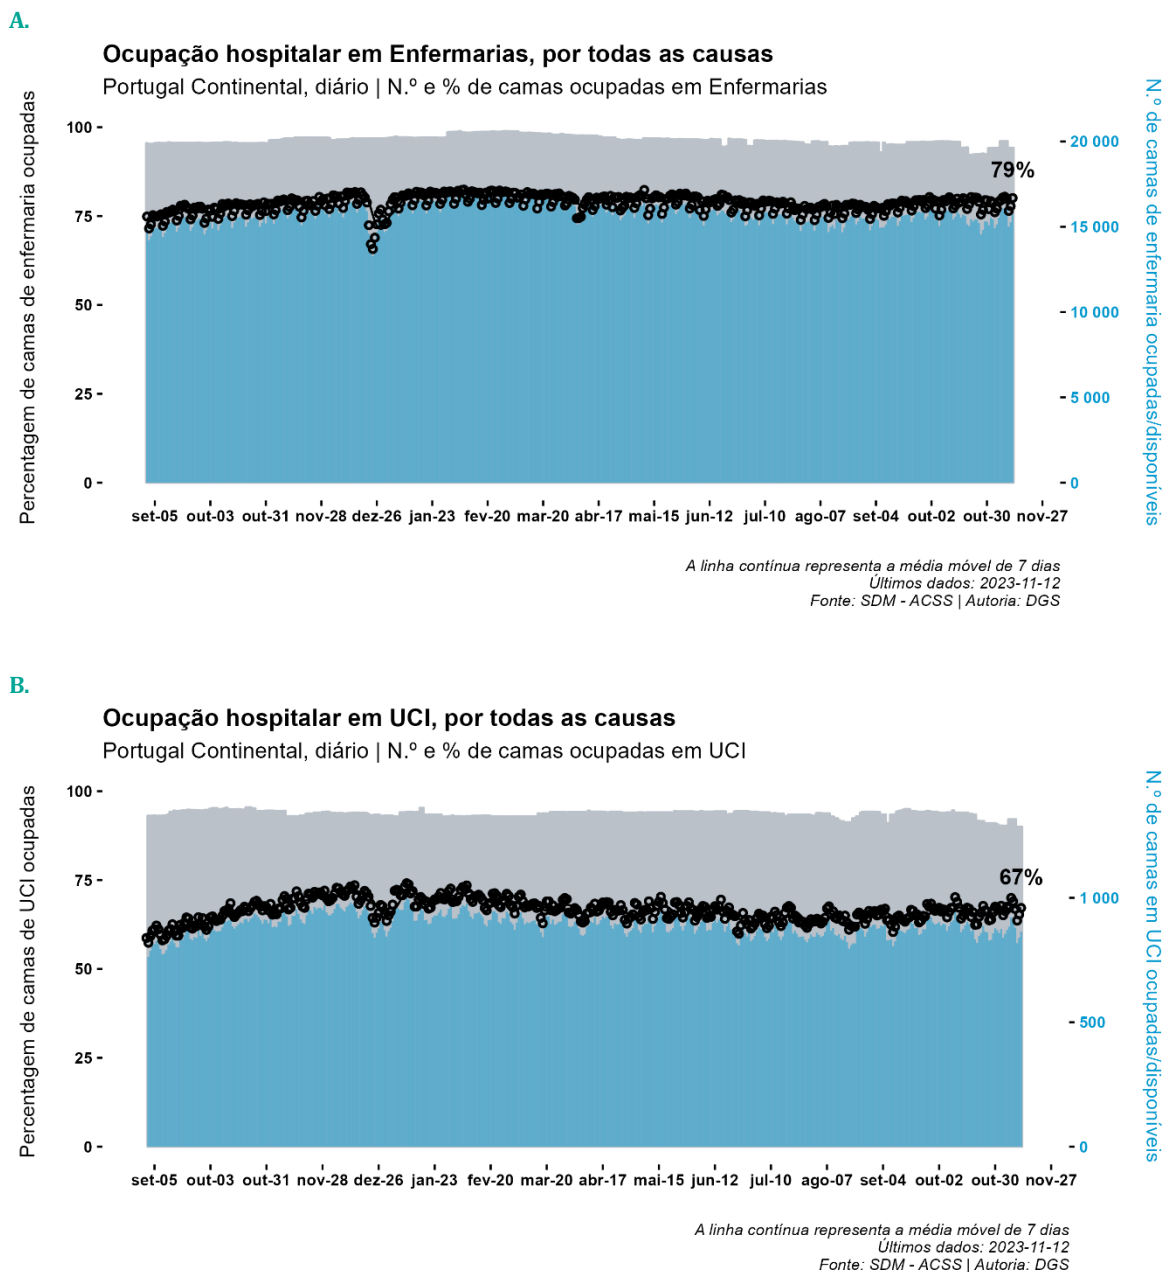 A.
Ocupação hospitalar em Enfermarias, por todas as causas
Portugal Continental, diário | N.º e % de camas ocupadas em Enfermarias
Percentagem de camas de enfermaria ocupadas
100
75
50
25
0
79%
20 000
15 000
10 000
5 000
0
N.º de camas de enfermaria ocupadas/disponíveis
set-05 out-03 out-31 nov-28 dez-26 jan-23 fev-20 mar-20 abr-17 mai-15 jun-12 jul-10 ago-07 set-04 out-02 out-30 nov-27
A linha contínua representa a média móvel de 7 dias
Últimos dados: 2023-11-12
Fonte: SDM - ACSS | Autoria: DGS
B.
Ocupação hospitalar em UCI, por todas as causas
Portugal Continental, diário | N.º e % de camas ocupadas em UCI
Percentagem de camas de UCI ocupadas
100
75
50
25
0
67%
1 000
500
0
N.º de camas em UCI ocupadas/disponíveis
set-05 out-03 out-31 nov-28 dez-26 jan-23 fev-20 mar-20 abr-17 mai-15 jun-12 jul-10 ago-07 set-04 out-02 out-30 nov-27
A linha contínua representa a média móvel de 7 dias
Últimos dados: 2023-11-12
Fonte: SDM - ACSS | Autoria: DGS